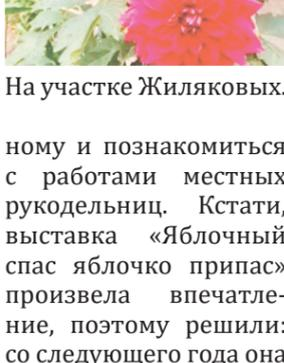 На участке Жиляковых.
ному и познакомиться
с работами местных
рукодельниц. Кстати,
выставка «Яблочный
спас яблочко припас»
произвела впечатле-
ние, поэтому решили:
со следующего года она